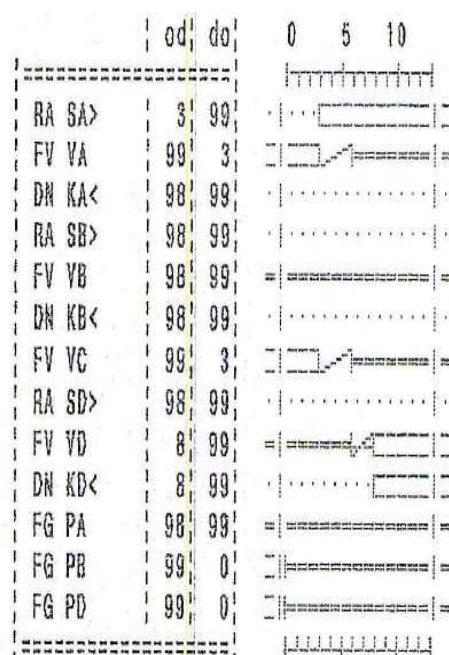 od do 0 5 10
RA SA> 3 99
FV VA 99 3
DN KA< 98 99
RA SB> 98 99
FV VB 98 99
DN KB< 98 99
FV VC 99 3
RA SD> 98 99
FV VD 8 99
DN KD< 8 99
FG PA 98 99
FG PB 99 0
FG PD 99 0